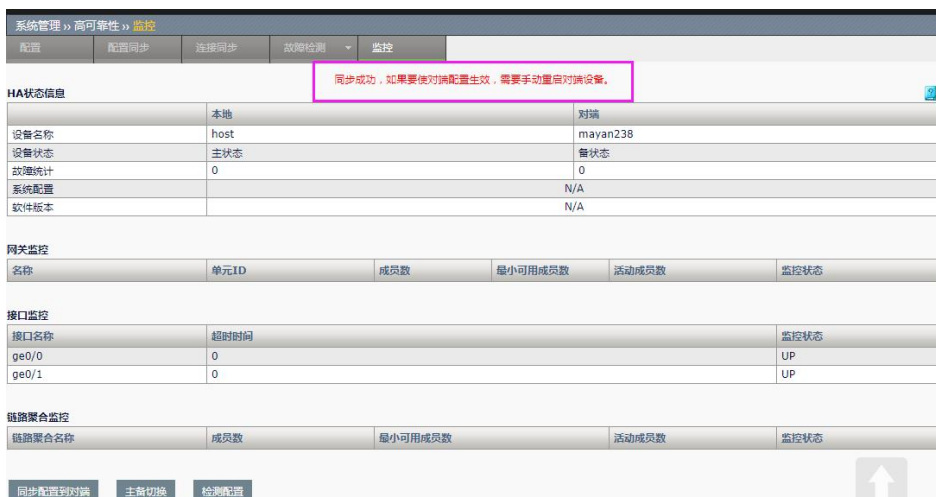 系统管理 » 高可靠性 » 监控
配置 配置同步 连接同步 故障检测 监控
同步成功，如果要使对端配置生效，需要手动重启对端设备。
HA状态信息
本地 对端
设备名称 host mayan238
设备状态 主状态 备状态
故障统计 0 0
系统配置 N/A
软件版本 N/A
网关监控
名称 单元ID 成员数 最小可用成员数 活动成员数 监控状态
接口监控
接口名称 超时时间 监控状态
ge0/0 0 UP
ge0/1 0 UP
链路聚合监控
链路聚合名称 成员数 最小可用成员数 活动成员数 监控状态
同步配置到对端 主备切换 检测配置